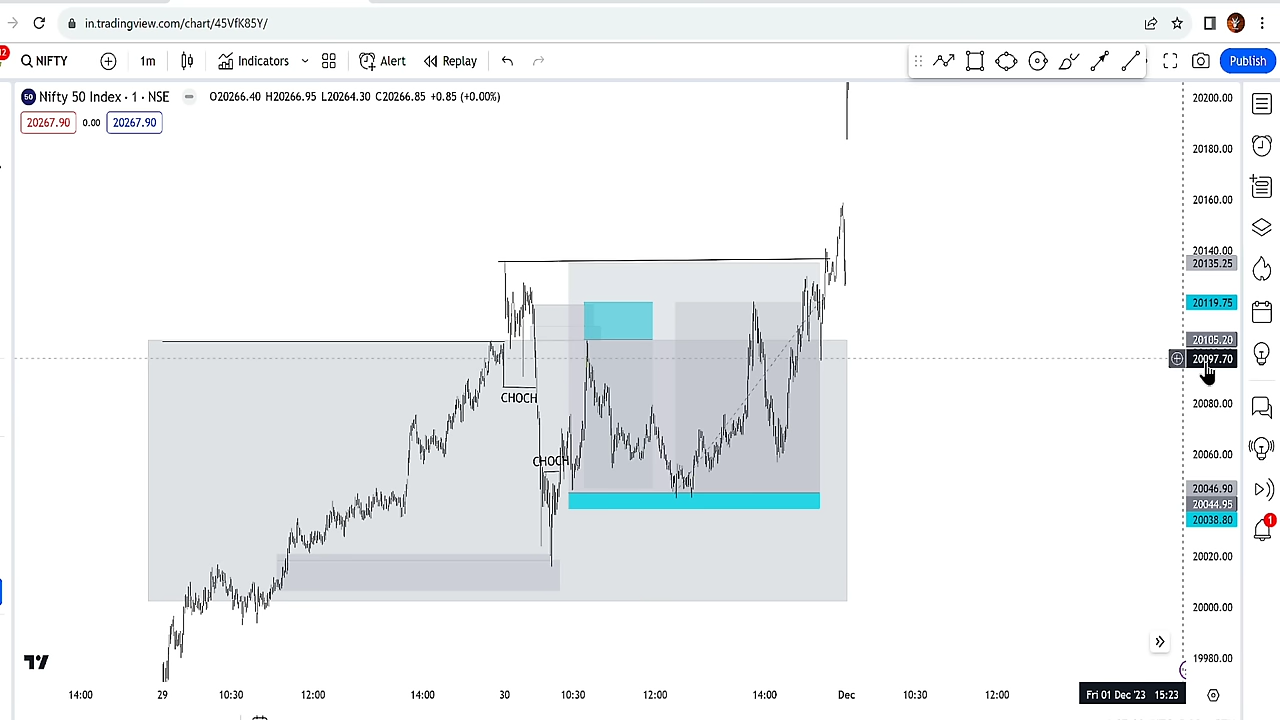 in.tradingview.com/chart/45VfK85Y/
12
NIFTY 1m Indicators Alert Replay Publish
50 Nifty 50 Index · 1 · NSE O20266.40 H20266.95 L20264.30 C20266.85 +0.85 (+0.00%)
20267.90 0.00 20267.90
20200.00
20180.00
20160.00
20140.00
20135.25
20119.75
20105.20
20097.70
20080.00
20060.00
20046.90
20044.95
20038.80
20020.00
20000.00
19980.00
CHOCH
CHOCH
1
14:00 29 10:30 12:00 14:00 30 10:30 12:00 14:00 Dec 10:30 12:00 Fri 01 Dec '23 15:23